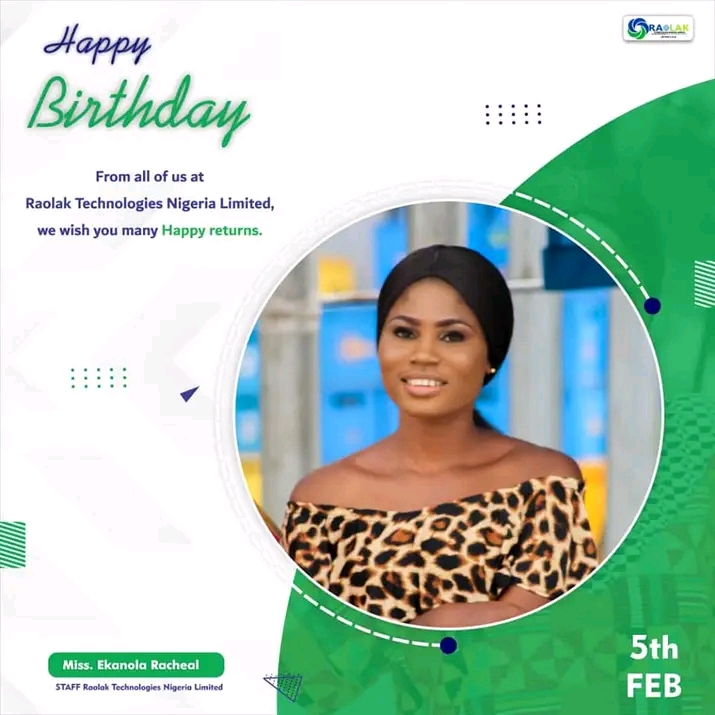 Happy
Birthday
RAOLAK
From all of us at
Raolak Technologies Nigeria Limited,
we wish you many Happy returns.
Miss. Ekanola Racheal
STAFF Raolak Technologies Nigeria Limited
5th
FEB